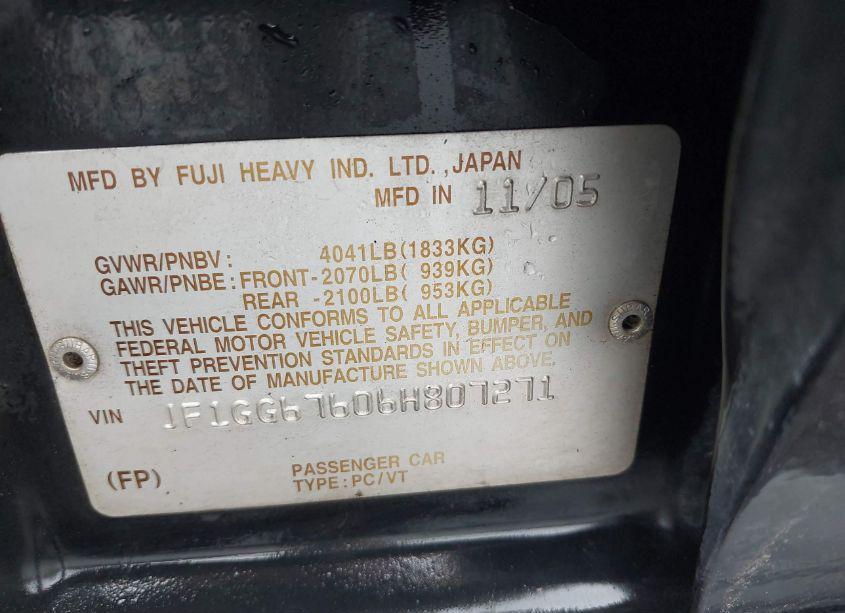 MFD BY FUJI HEAVY IND. LTD.,JAPAN
MFD IN 11/05
GVWR/PNBV: 4041LB(1833KG)
GAWR/PNBE:FRONT-2070LB( 939KG)
REAR -2100LB( 953KG)
THIS VEHICLE CONFORMS TO ALL APPLICABLE
FEDERAL MOTOR VEHICLE SAFETY, BUMPER, AND
THEFT PREVENTION STANDARDS IN EFFECT ON
THE DATE OF MANUFACTURE SHOWN ABOVE.
VIN JF1GG67606H807271
(FP) PASSENGER CAR
TYPE:PC/VT